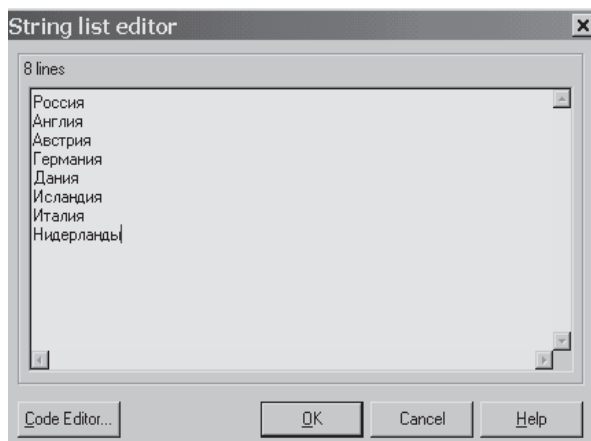 String list editor
8 lines
Россия
Англия
Австрия
Германия
Дания
Исландия
Италия
Нидерланды
Code Editor... OK Cancel Help